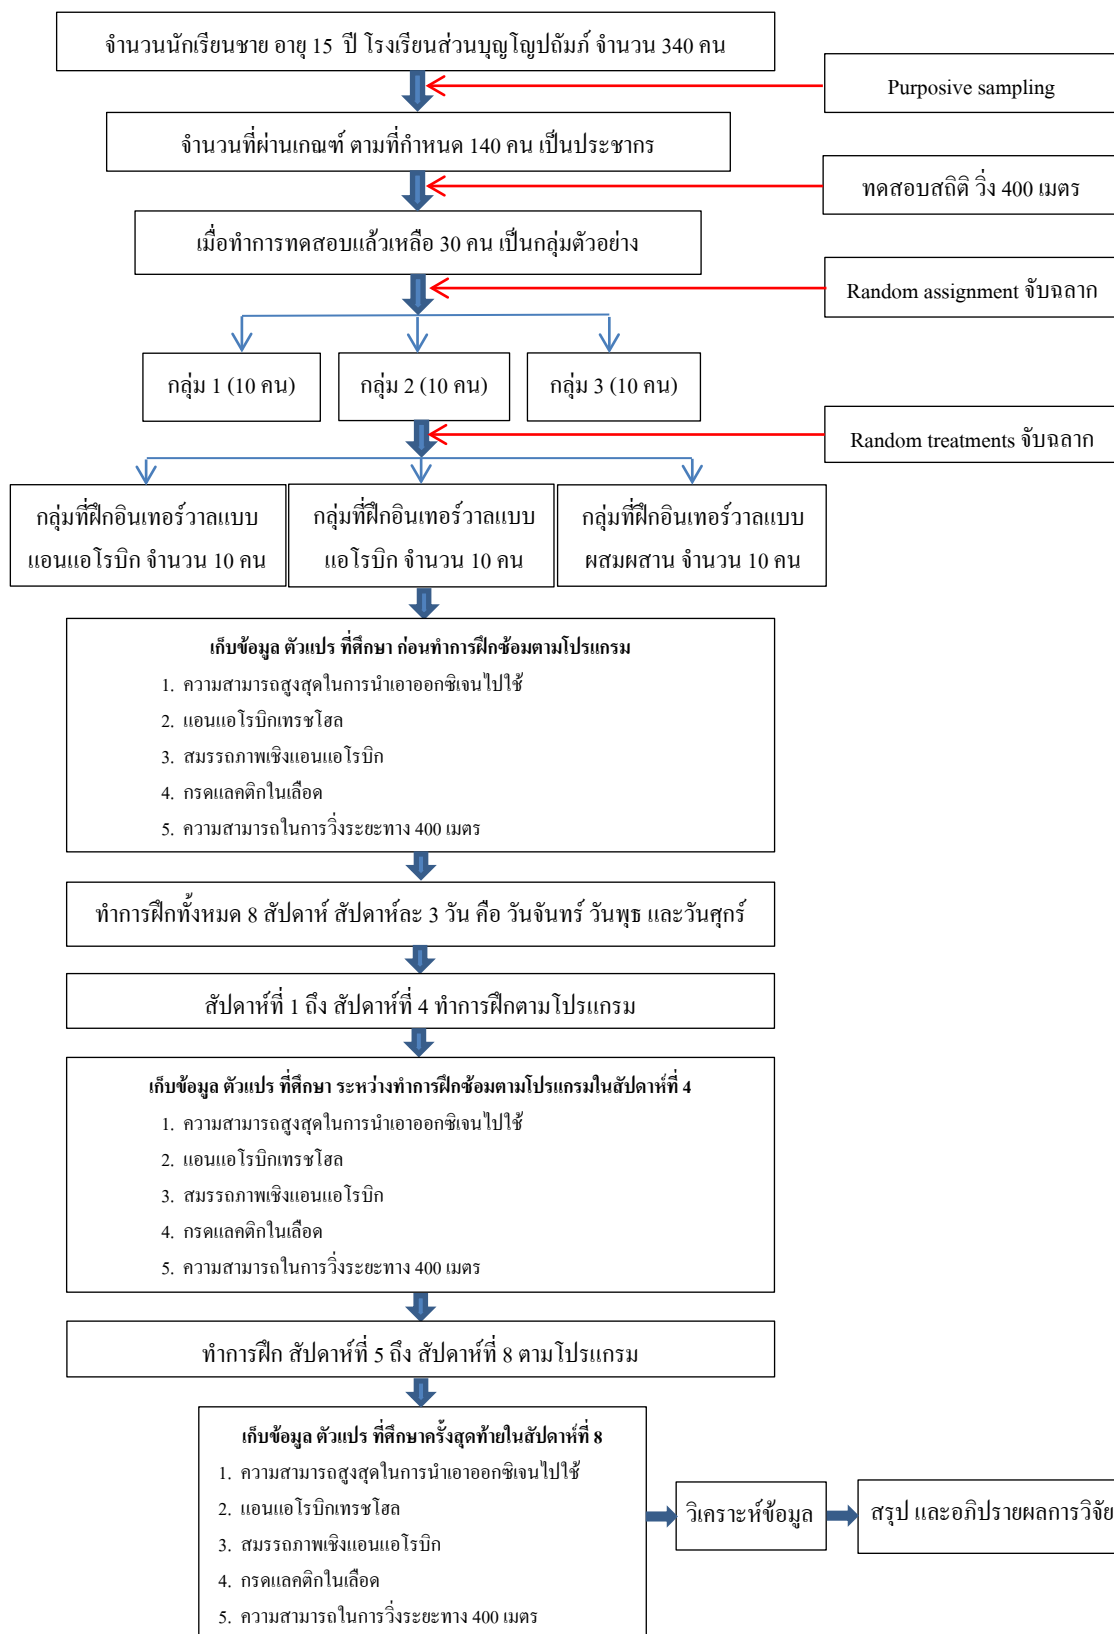 จำนวนนักเรียนชาย อายุ 15 ปี โรงเรียนส่วนบุญโญปถัมภ์ จำนวน 340 คน
Purposive sampling
จำนวนที่ผ่านเกณฑ์ ตามที่กำหนด 140 คน เป็นประชากร
ทดสอบสถิติ วิ่ง 400 เมตร
เมื่อทำการทดสอบแล้วเหลือ 30 คน เป็นกลุ่มตัวอย่าง
Random assignment จับฉลาก
กลุ่ม 1 (10 คน)
กลุ่ม 2 (10 คน)
กลุ่ม 3 (10 คน)
Random treatments จับฉลาก
กลุ่มที่ฝึกอินเทอร์วาลแบบ
แอนแอโรบิก จำนวน 10 คน
กลุ่มที่ฝึกอินเทอร์วาลแบบ
แอโรบิก จำนวน 10 คน
กลุ่มที่ฝึกอินเทอร์วาลแบบ
ผสมผสาน จำนวน 10 คน
เก็บข้อมูล ตัวแปร ที่ศึกษา ก่อนทำการฝึกซ้อมตามโปรแกรม
1. ความสามารถสูงสุดในการนำเอาออกซิเจนไปใช้
2. แอนแอโรบิกเทรชโฮล
3. สมรรถภาพเชิงแอนแอโรบิก
4. กรดแลคติกในเลือด
5. ความสามารถในการวิ่งระยะทาง 400 เมตร
ทำการฝึกทั้งหมด 8 สัปดาห์ สัปดาห์ละ 3 วัน คือ วันจันทร์ วันพุธ และวันศุกร์
สัปดาห์ที่ 1 ถึง สัปดาห์ที่ 4 ทำการฝึกตามโปรแกรม
เก็บข้อมูล ตัวแปร ที่ศึกษา ระหว่างทำการฝึกซ้อมตามโปรแกรมในสัปดาห์ที่ 4
1. ความสามารถสูงสุดในการนำเอาออกซิเจนไปใช้
2. แอนแอโรบิกเทรชโฮล
3. สมรรถภาพเชิงแอนแอโรบิก
4. กรดแลคติกในเลือด
5. ความสามารถในการวิ่งระยะทาง 400 เมตร
ทำการฝึก สัปดาห์ที่ 5 ถึง สัปดาห์ที่ 8 ตามโปรแกรม
เก็บข้อมูล ตัวแปร ที่ศึกษาครั้งสุดท้ายในสัปดาห์ที่ 8
1. ความสามารถสูงสุดในการนำเอาออกซิเจนไปใช้
2. แอนแอโรบิกเทรชโฮล
3. สมรรถภาพเชิงแอนแอโรบิก
4. กรดแลคติกในเลือด
5. ความสามารถในการวิ่งระยะทาง 400 เมตร
วิเคราะห์ข้อมูล
สรุป และอภิปรายผลการวิจัย